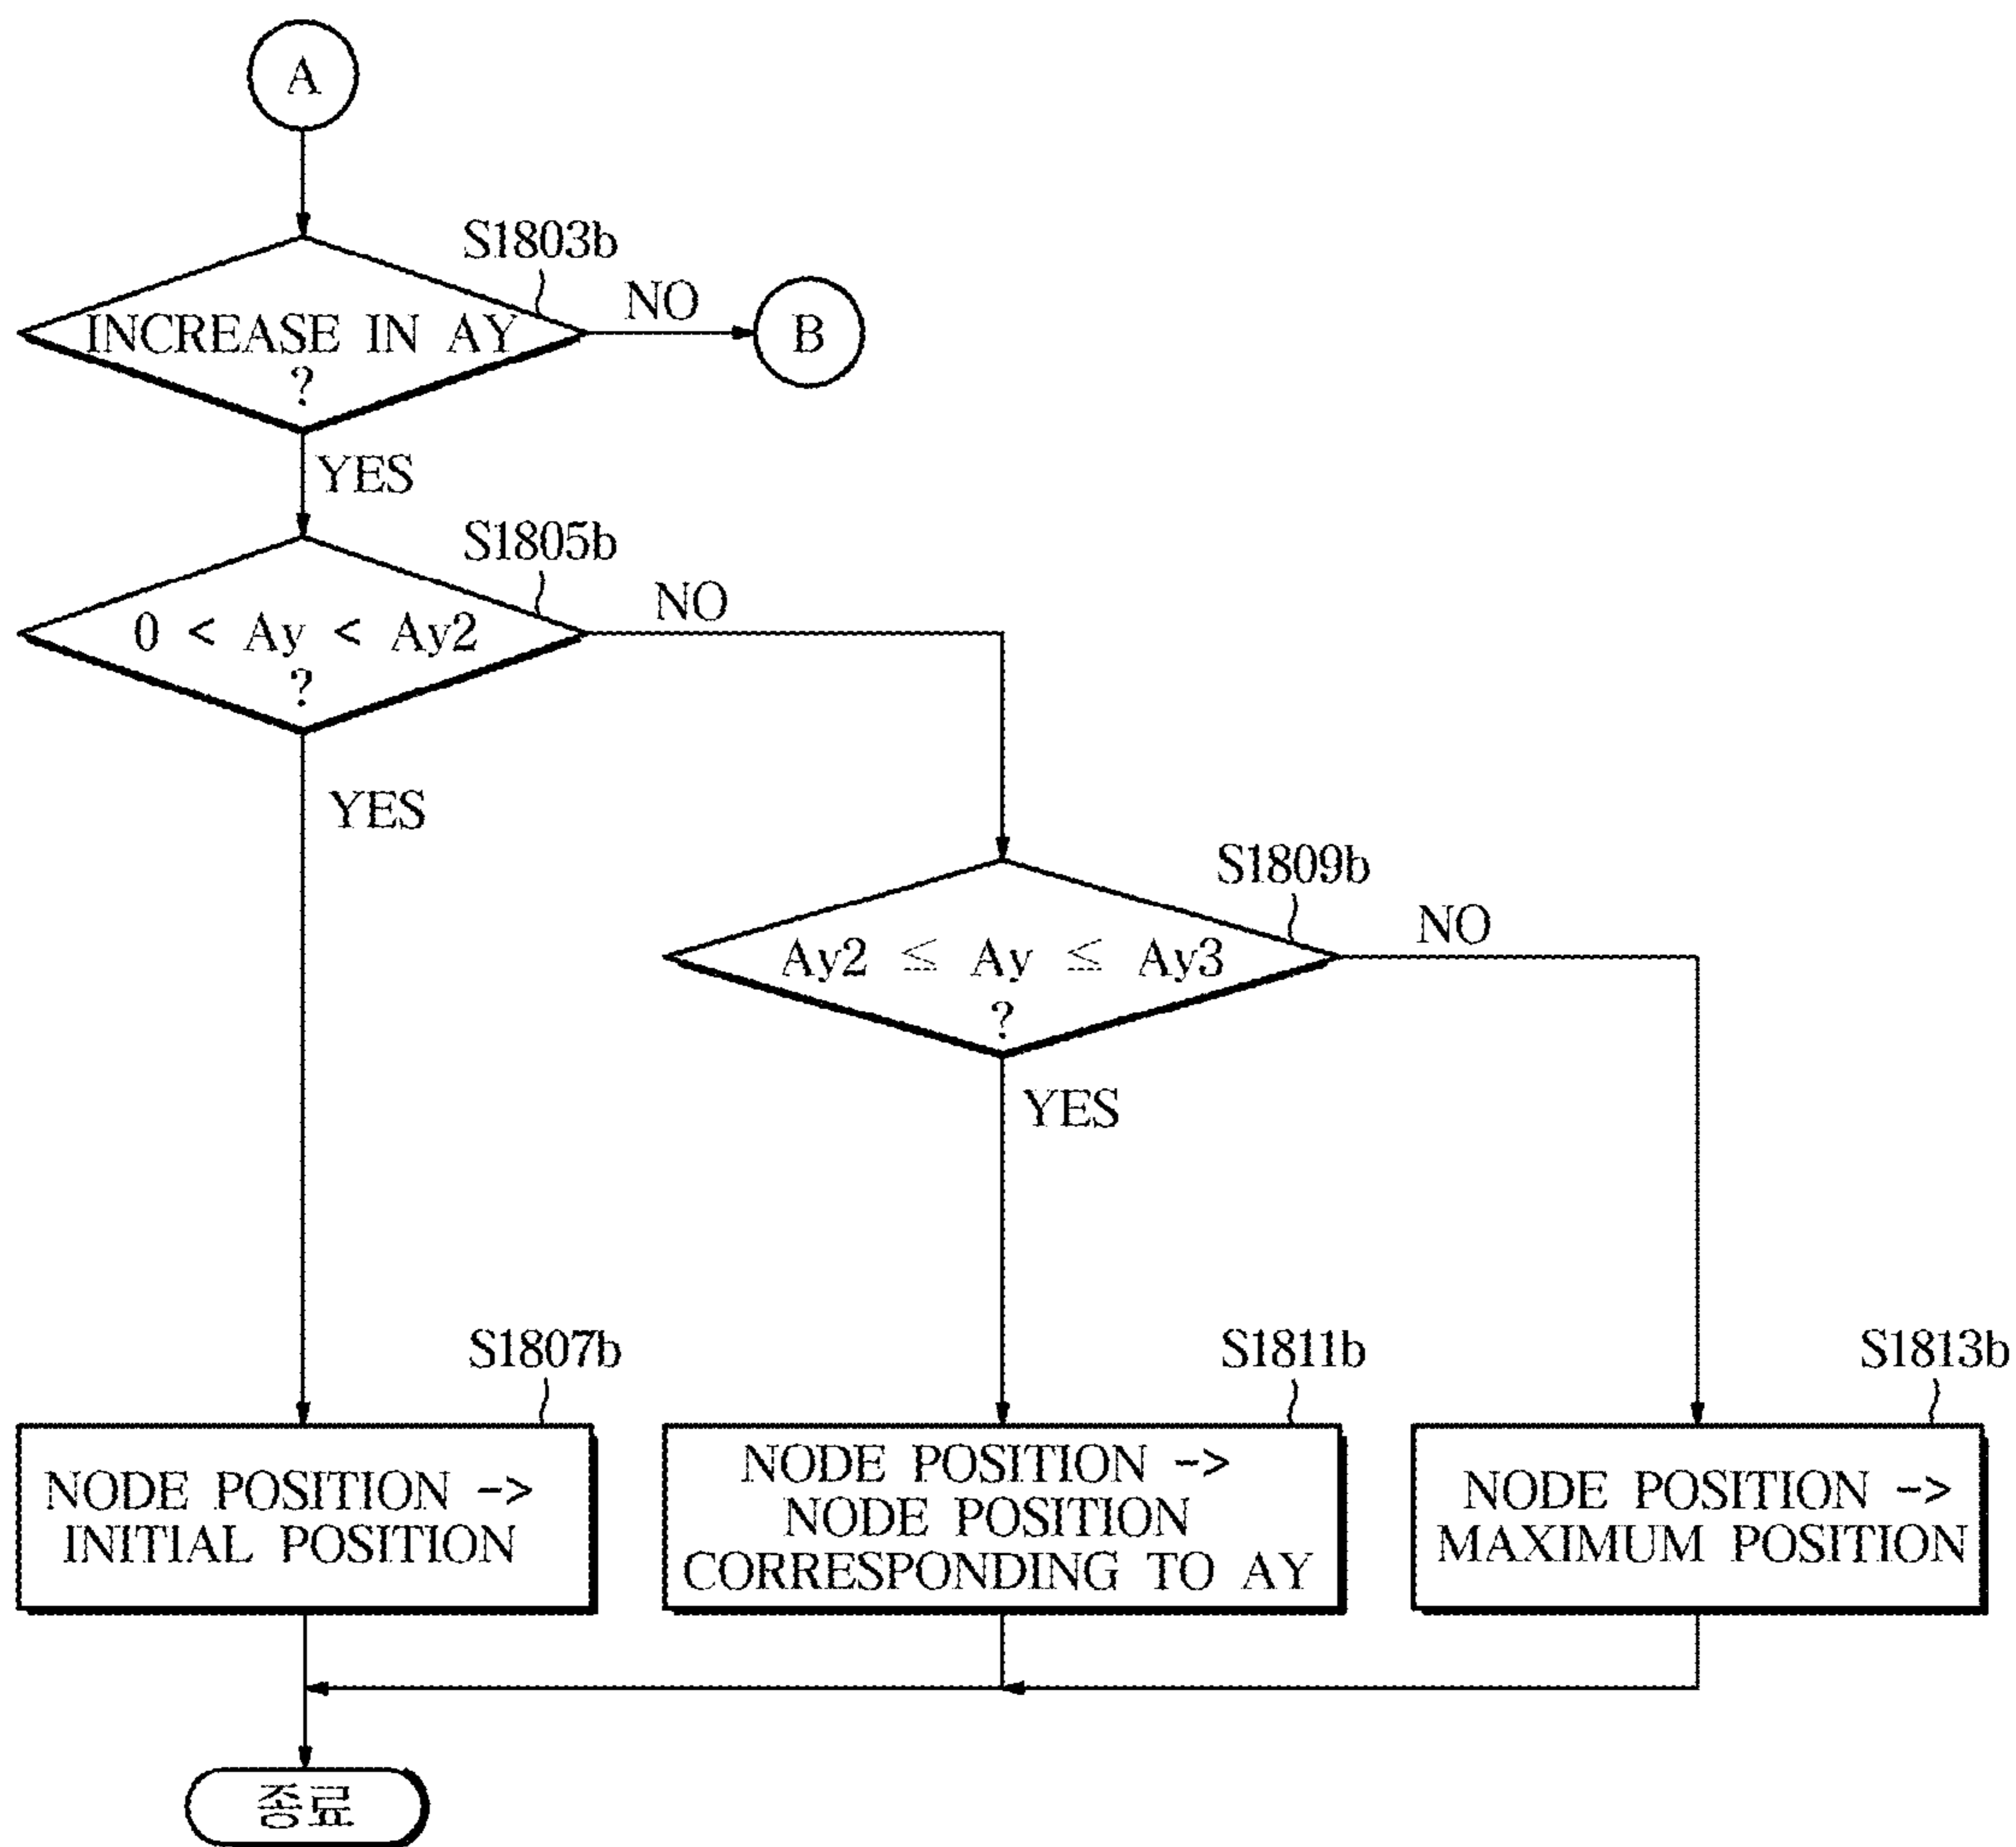 A
S1803b
INCREASE IN AY
?
NO
B
YES
S1805b
0 < Ay < Ay2
?
NO
YES
S1809b
Ay2 ≦ Ay ≦ Ay3
?
NO
YES
S1807b
NODE POSITION ->
INITIAL POSITION
S1811b
NODE POSITION ->
NODE POSITION
CORRESPONDING TO AY
S1813b
NODE POSITION ->
MAXIMUM POSITION
종료